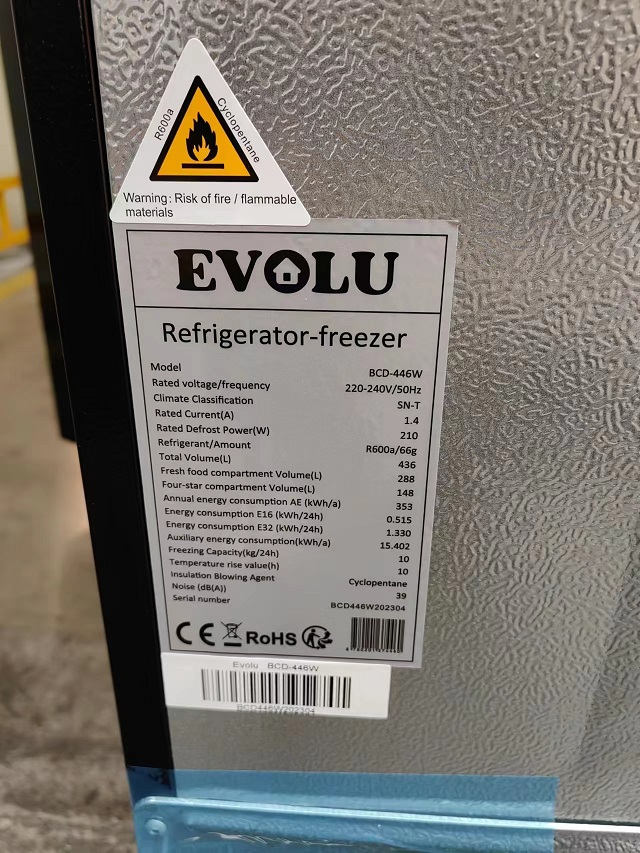 R600a
Cyclopentane
Warning: Risk of fire / flammable
materials
EVOLU
Refrigerator-freezer
Model BCD-446W
Rated voltage/frequency 220-240V/50Hz
Climate Classification SN-T
Rated Current(A) 1.4
Rated Defrost Power(W) 210
Refrigerant/Amount R600a/66g
Total Volume(L) 436
Fresh food compartment Volume(L) 288
Four-star compartment Volume(L) 148
Annual energy consumption AE (kWh/a) 353
Energy consumption E16 (kWh/24h) 0.515
Energy consumption E32 (kWh/24h) 1.330
Auxiliary energy consumption(kWh/a) 15.402
Freezing Capacity(kg/24h) 10
Temperature rise value(h) 10
Insulation Blowing Agent Cyclopentane
Noise (dB(A)) 39
Serial number BCD446W202304
CE RoHS
Evolu BCD-446W
BCD446W202304